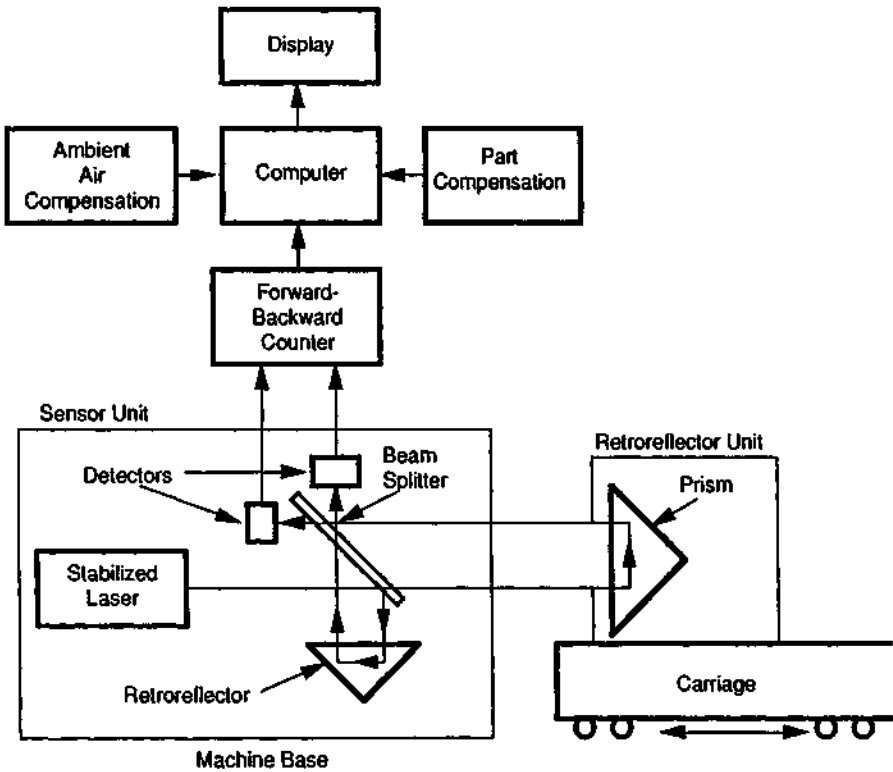 Display
Ambient
Air
Compensation
Computer
Part
Compensation
Forward-
Backward
Counter
Sensor Unit
Retroreflector Unit
Detectors
Beam
Splitter
Prism
Stabilized
Laser
Retroreflector
Carriage
Machine Base